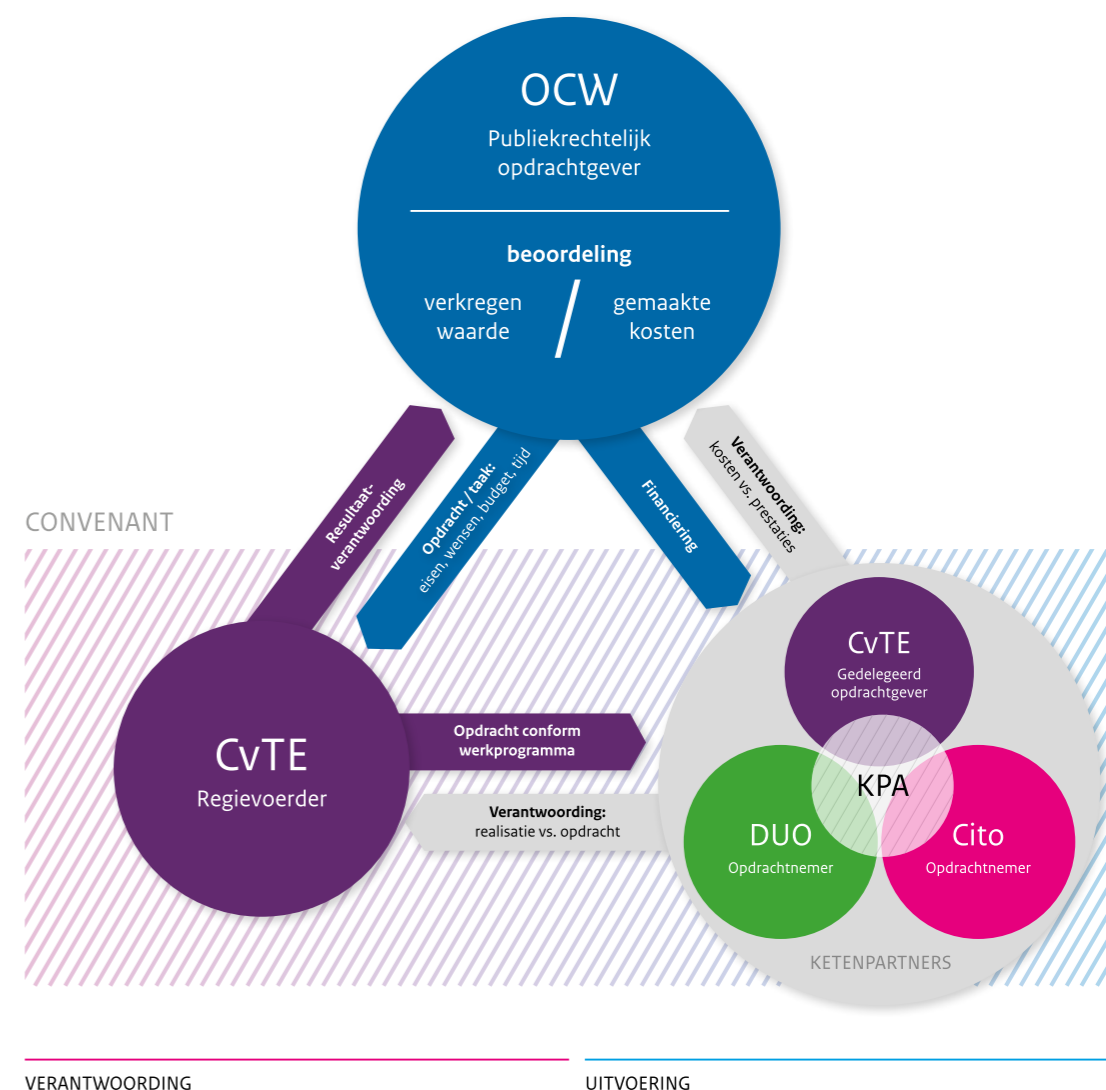 OCW
Publiekrechtelijk
opdrachtgever
beoordeling
verkregen
waarde
/
gemaakte
kosten
Resultaat-
verantwoording
Opdracht / taak:
eisen, wensen, budget, tijd
Financiering
Verantwoording:
kosten vs. prestaties
CONVENANT
CvTE
Regievoerder
Opdracht conform
werkprogramma
Verantwoording:
realisatie vs. opdracht
CvTE
Gedelegeerd
opdrachtgever
KPA
DUO
Opdrachtnemer
Cito
Opdrachtnemer
KETENPARTNERS
VERANTWOORDING
UITVOERING